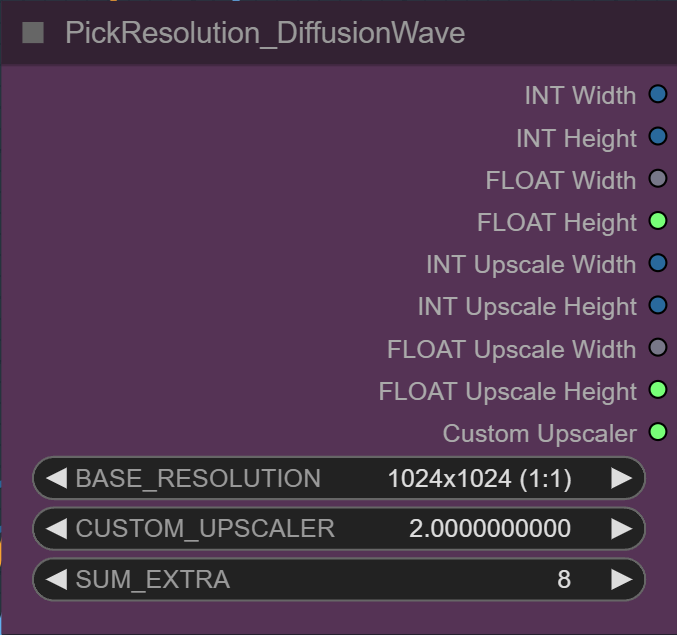 PickResolution_DiffusionWave
INT Width
INT Height
FLOAT Width
FLOAT Height
INT Upscale Width
INT Upscale Height
FLOAT Upscale Width
FLOAT Upscale Height
Custom Upscaler
BASE_RESOLUTION 1024x1024 (1:1)
CUSTOM_UPSCALER 2.0000000000
SUM_EXTRA 8